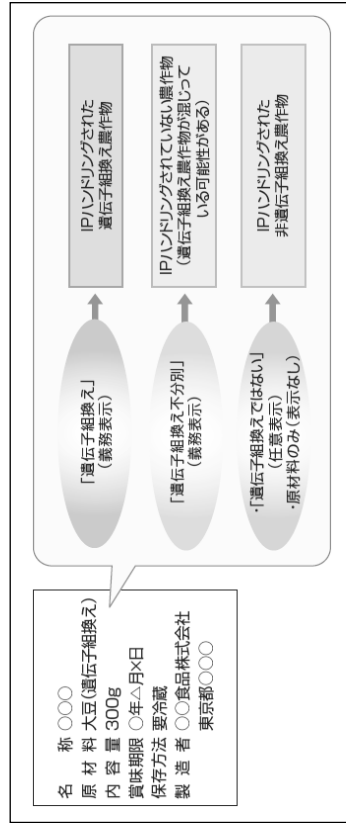 名　　称 ○○○
原 材 料 大豆(遺伝子組換え)
内 容 量 300g
賞味期限 ○年△月×日
保存方法 要冷蔵
製 造 者 ○○食品株式会社
東京都○○○
「遺伝子組換え」
(義務表示)
IPハンドリングされた
遺伝子組換え農作物
「遺伝子組換え不分別」
(義務表示)
IPハンドリングされていない農作物
(遺伝子組換え農作物が混じって
いる可能性がある)
・「遺伝子組換えではない」
(任意表示)
・原材料のみ(表示なし)
IPハンドリングされた
非遺伝子組換え農作物